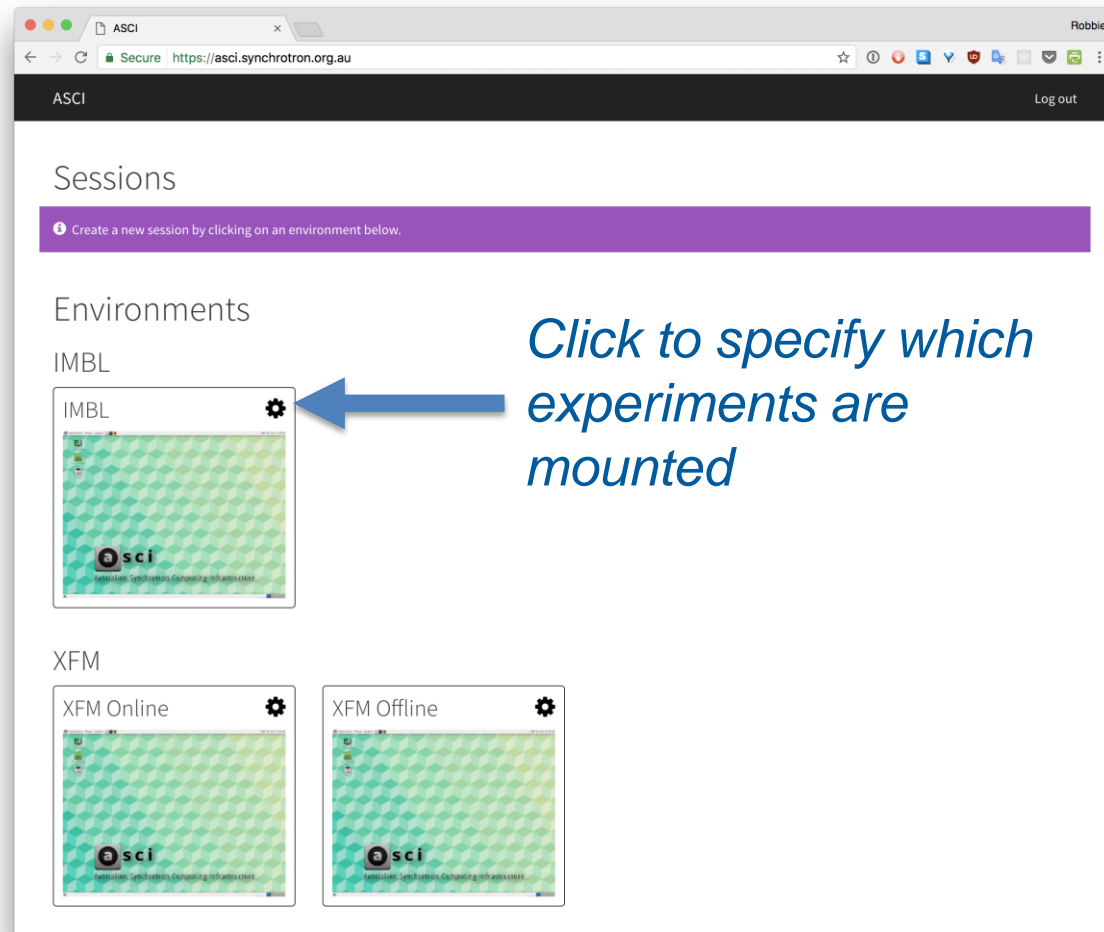 ASCI
Robbie
Secure https://asci.synchrotron.org.au
ASCI
Log out
Sessions
Create a new session by clicking on an environment below.
Environments
IMBL
IMBL
asci
Australian Synchrotron Computing Infrastructure
Click to specify which
experiments are
mounted
XFM
XFM Online
asci
Australian Synchrotron Computing Infrastructure
XFM Offline
asci
Australian Synchrotron Computing Infrastructure